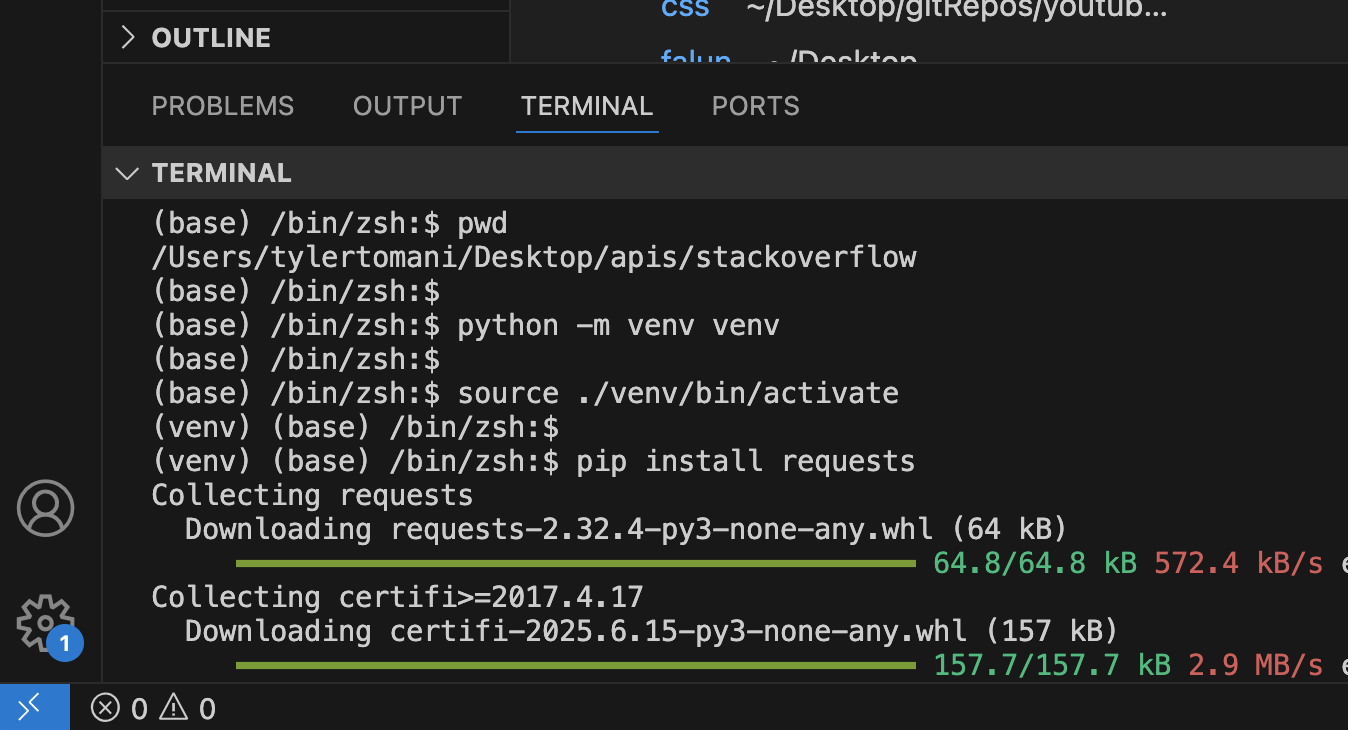 css ~/Desktop/gitRepos/youtub...
OUTLINE
falun ~/Desktop
PROBLEMS OUTPUT TERMINAL PORTS
TERMINAL
(base) /bin/zsh:$ pwd
/Users/tylertomani/Desktop/apis/stackoverflow
(base) /bin/zsh:$
(base) /bin/zsh:$ python -m venv venv
(base) /bin/zsh:$
(base) /bin/zsh:$ source ./venv/bin/activate
(venv) (base) /bin/zsh:$
(venv) (base) /bin/zsh:$ pip install requests
Collecting requests
Downloading requests-2.32.4-py3-none-any.whl (64 kB)
64.8/64.8 kB 572.4 kB/s
Collecting certifi>=2017.4.17
Downloading certifi-2025.6.15-py3-none-any.whl (157 kB)
157.7/157.7 kB 2.9 MB/s
1
0 0